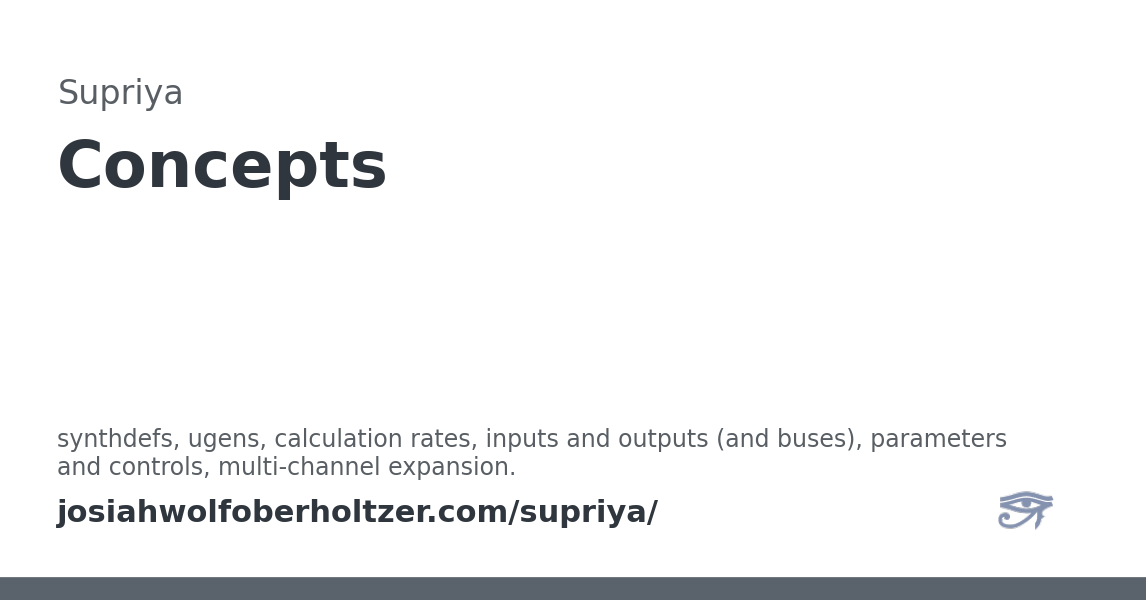 Supriya
Concepts
synthdefs, ugens, calculation rates, inputs and outputs (and buses), parameters
and controls, multi-channel expansion.
josiahwolfoberholtzer.com/supriya/